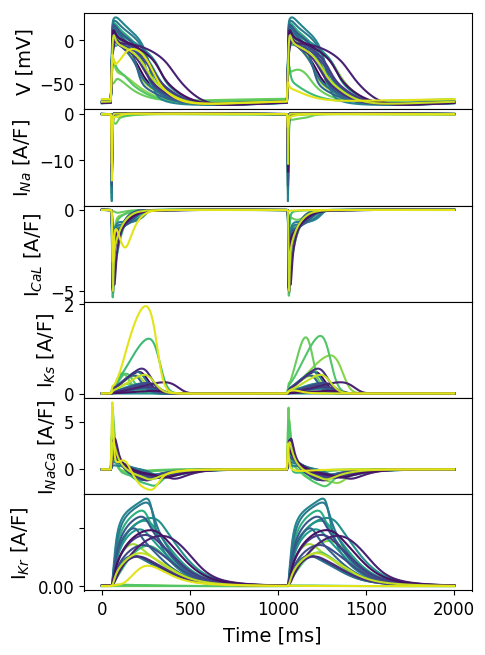 V [mV]
0
−50
I_Na [A/F]
0
−10
I_CaL [A/F]
0
−5
I_Ks [A/F]
2
0
I_NaCa [A/F]
5
0
I_Kr [A/F]
0.00
0 500 1000 1500 2000
Time [ms]